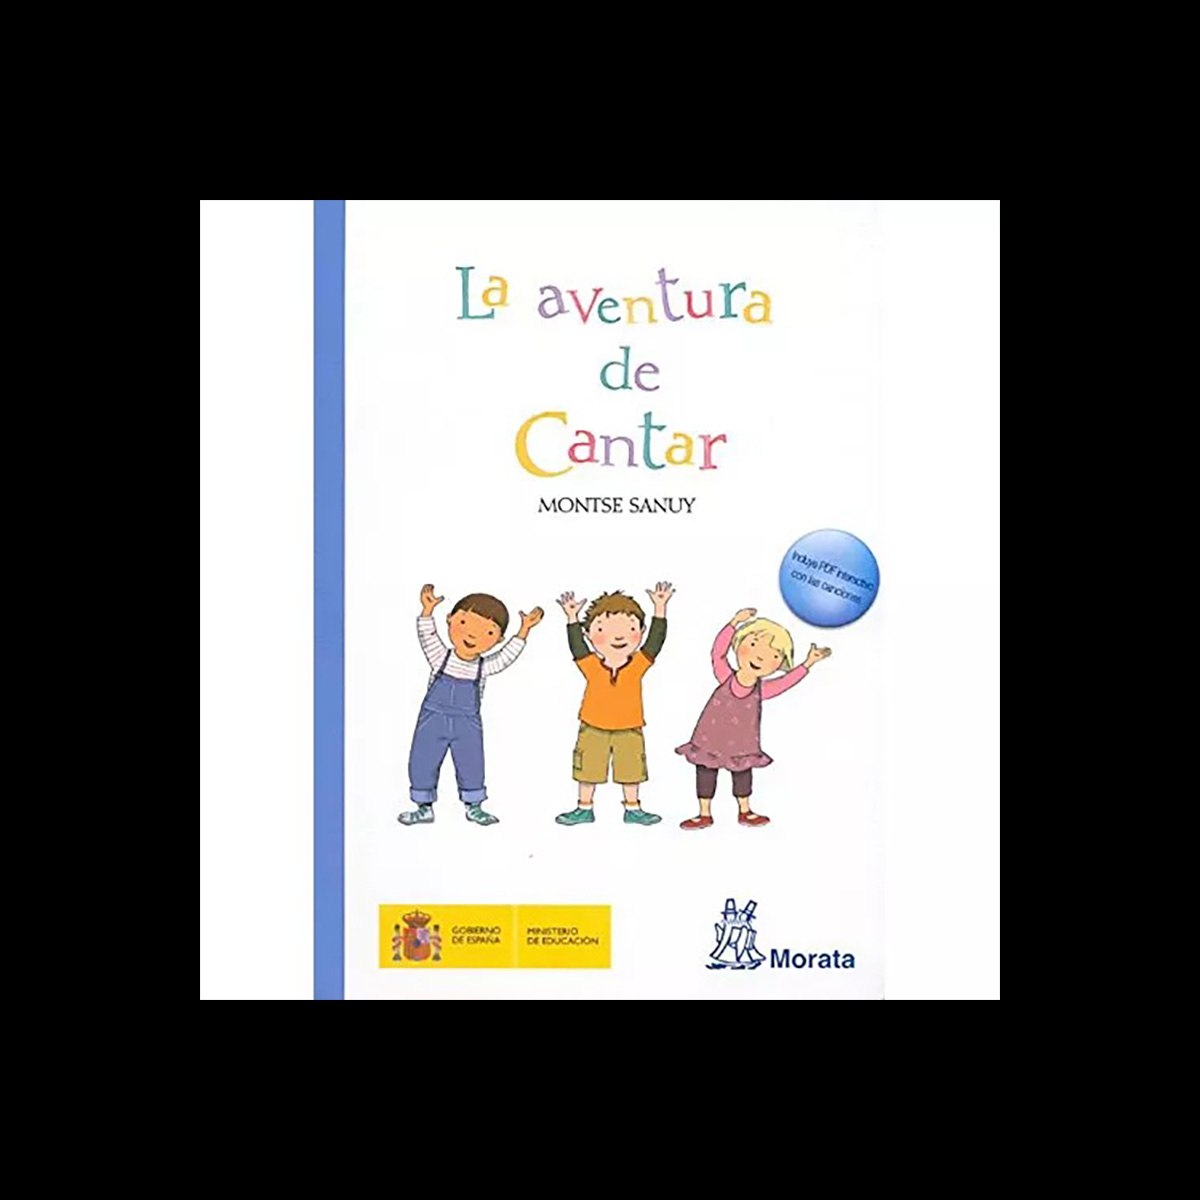 La aventura
de
Cantar
MONTSE SANUY
Incluye PDF interactivo
con las canciones
GOBIERNO
DE ESPAÑA
MINISTERIO
DE EDUCACIÓN
Morata